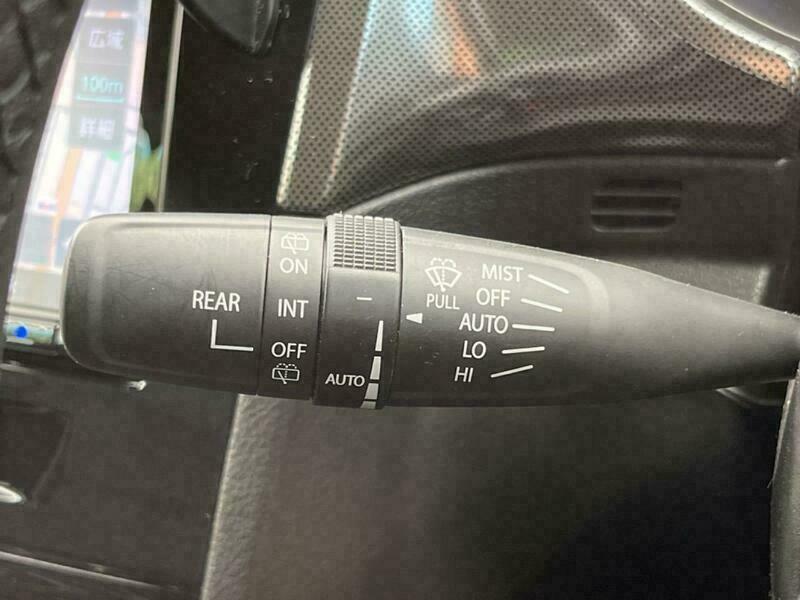 広域
100m
詳細
REAR
ON
INT
OFF
AUTO
PULL
MIST
OFF
AUTO
LO
HI